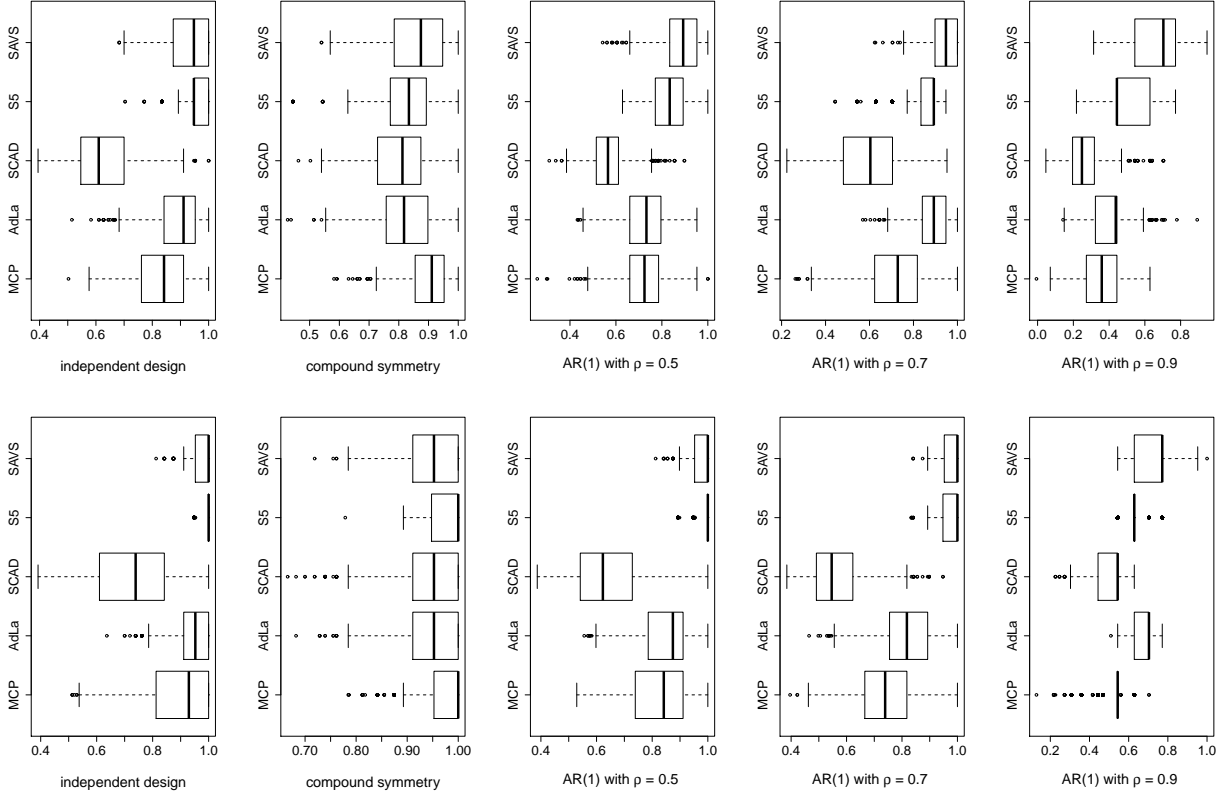 SAVS
S5
SCAD
AdLa
MCP
0.4 0.6 0.8 1.0
independent design
SAVS
S5
SCAD
AdLa
MCP
0.5 0.6 0.7 0.8 0.9 1.0
compound symmetry
SAVS
S5
SCAD
AdLa
MCP
0.4 0.6 0.8 1.0
AR(1) with ρ = 0.5
SAVS
S5
SCAD
AdLa
MCP
0.2 0.4 0.6 0.8 1.0
AR(1) with ρ = 0.7
SAVS
S5
SCAD
AdLa
MCP
0.0 0.2 0.4 0.6 0.8
AR(1) with ρ = 0.9
SAVS
S5
SCAD
AdLa
MCP
0.4 0.6 0.8 1.0
independent design
SAVS
S5
SCAD
AdLa
MCP
0.70 0.80 0.90 1.00
compound symmetry
SAVS
S5
SCAD
AdLa
MCP
0.4 0.6 0.8 1.0
AR(1) with ρ = 0.5
SAVS
S5
SCAD
AdLa
MCP
0.4 0.6 0.8 1.0
AR(1) with ρ = 0.7
SAVS
S5
SCAD
AdLa
MCP
0.2 0.4 0.6 0.8 1.0
AR(1) with ρ = 0.9